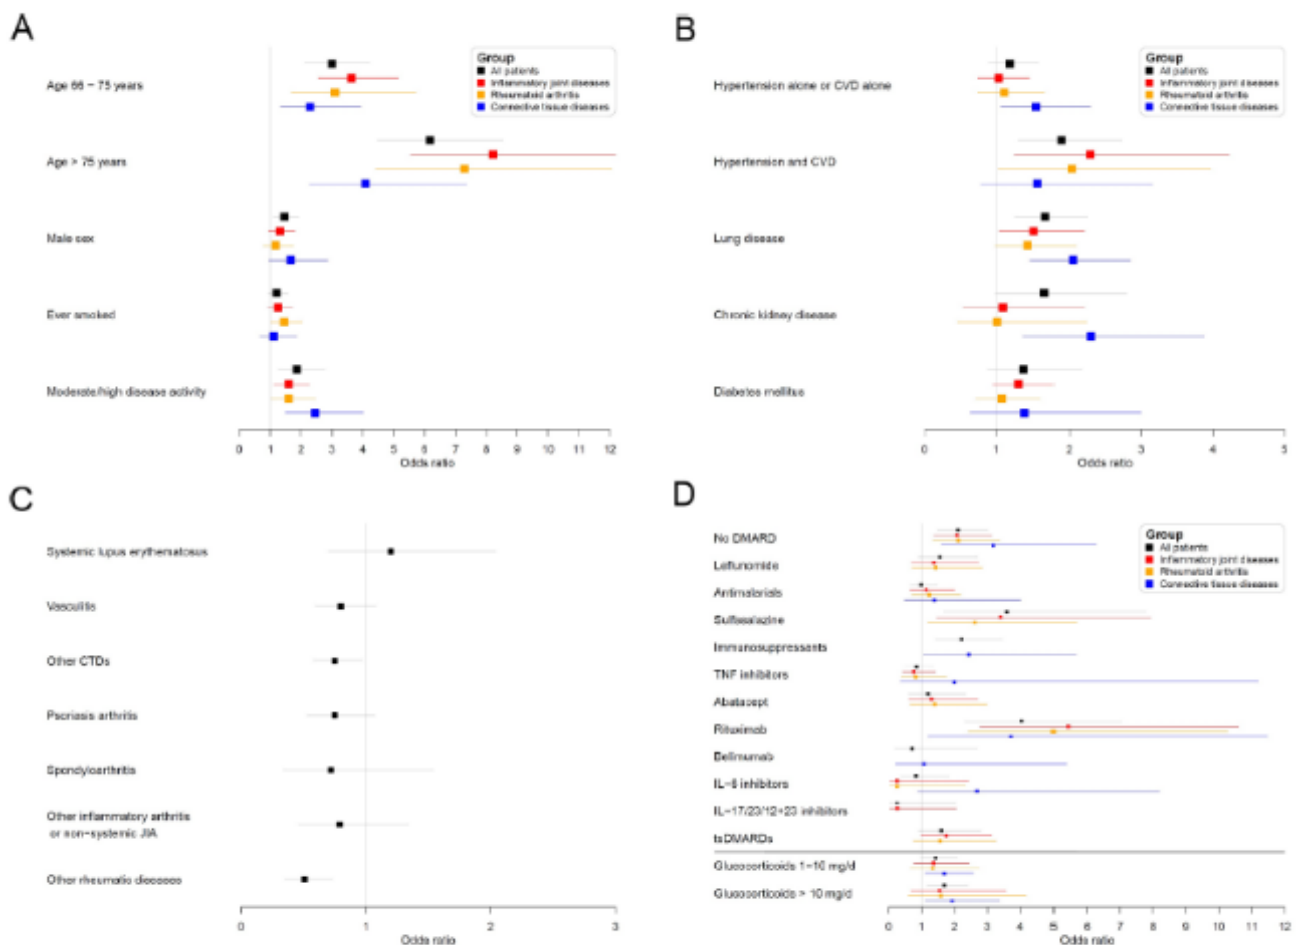 A
Group
All patients
Inflammatory joint diseases
Rheumatoid arthritis
Connective tissue diseases
Age 66 – 75 years
Age > 75 years
Male sex
Ever smoked
Moderate/high disease activity
0 1 2 3 4 5 6 7 8 9 10 11 12
Odds ratio
B
Group
All patients
Inflammatory joint diseases
Rheumatoid arthritis
Connective tissue diseases
Hypertension alone or CVD alone
Hypertension and CVD
Lung disease
Chronic kidney disease
Diabetes mellitus
0 1 2 3 4 5
Odds ratio
C
Systemic lupus erythematosus
Vasculitis
Other CTDs
Psoriasis arthritis
Spondyloarthritis
Other inflammatory arthritis
or non-systemic JIA
Other rheumatic diseases
0 1 2 3
Odds ratio
D
Group
All patients
Inflammatory joint diseases
Rheumatoid arthritis
Connective tissue diseases
No DMARD
Leflunomide
Antimalarials
Sulfasalazine
Immunosuppressants
TNF inhibitors
Abatacept
Rituximab
Belimumab
IL-6 inhibitors
IL-17/23/12+23 inhibitors
tsDMARDs
Glucocorticoids 1-10 mg/d
Glucocorticoids > 10 mg/d
0 1 2 3 4 5 6 7 8 9 10 11 12
Odds ratio